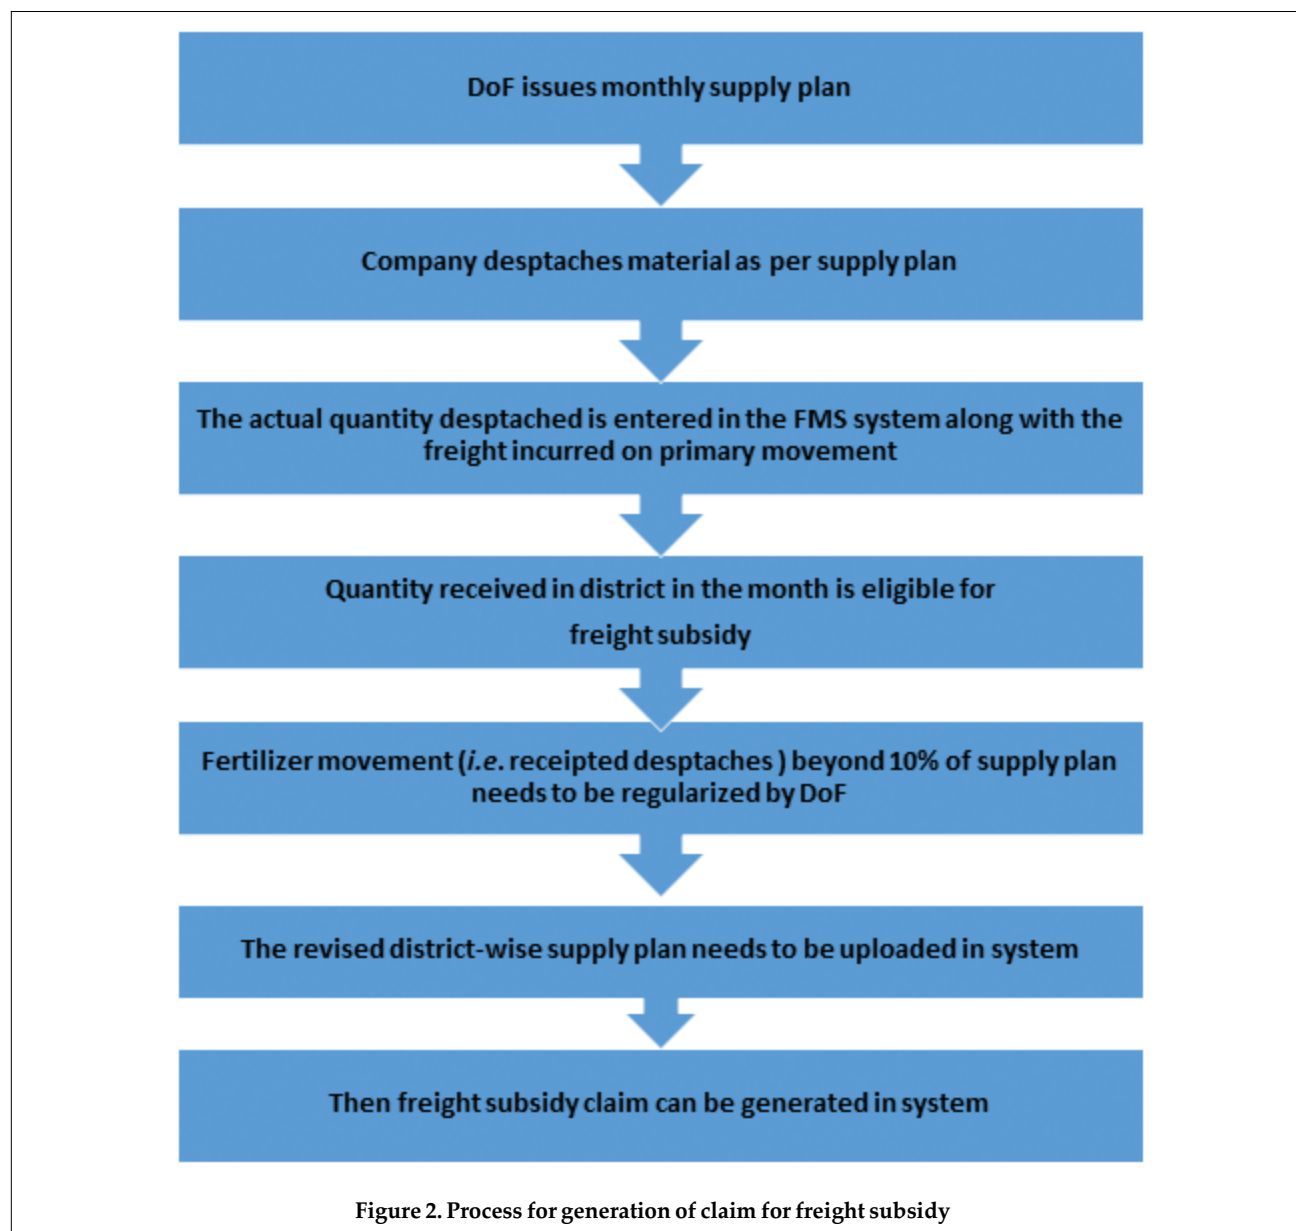 DoF issues monthly supply plan
Company desptaches material as per supply plan
The actual quantity desptached is entered in the FMS system along with the
freight incurred on primary movement
Quantity received in district in the month is eligible for
freight subsidy
Fertilizer movement (i.e. receipted desptaches ) beyond 10% of supply plan
needs to be regularized by DoF
The revised district-wise supply plan needs to be uploaded in system
Then freight subsidy claim can be generated in system
Figure 2. Process for generation of claim for freight subsidy